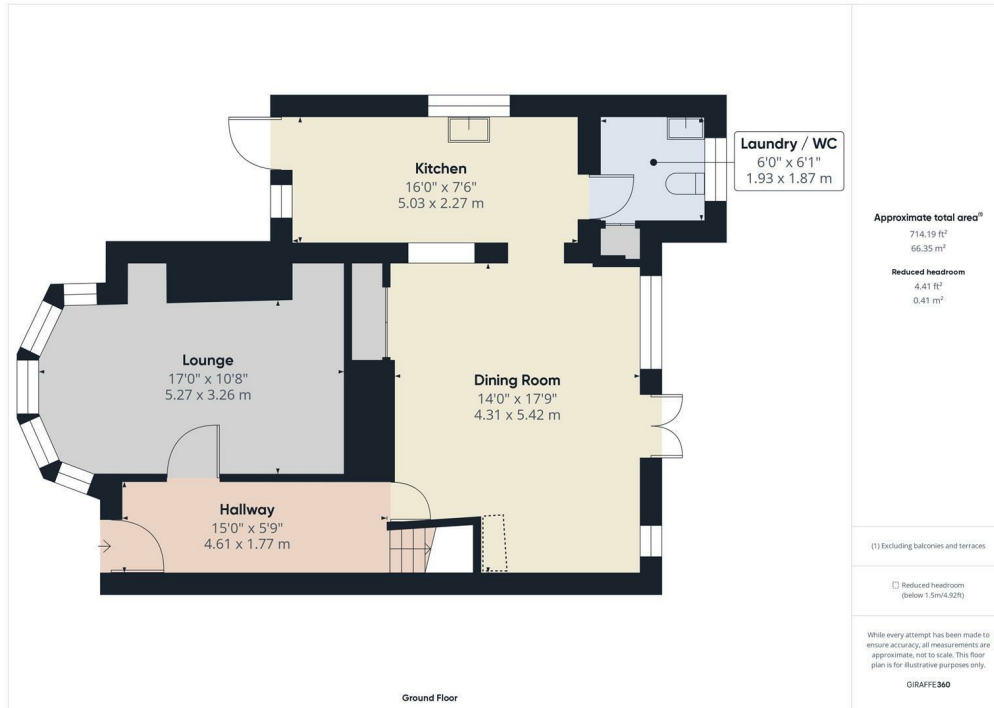 Kitchen
16'0" x 7'6"
5.03 x 2.27 m
Laundry / WC
6'0" x 6'1"
1.93 x 1.87 m
Lounge
17'0" x 10'8"
5.27 x 3.26 m
Dining Room
14'0" x 17'9"
4.31 x 5.42 m
Hallway
15'0" x 5'9"
4.61 x 1.77 m
Ground Floor
Approximate total area⁽¹⁾
714.19 ft²
66.35 m²
Reduced headroom
4.41 ft²
0.41 m²
(1) Excluding balconies and terraces
Reduced headroom
(below 1.5m/4.92ft)
While every attempt has been made to
ensure accuracy, all measurements are
approximate, not to scale. This floor
plan is for illustrative purposes only.
GIRAFFE360